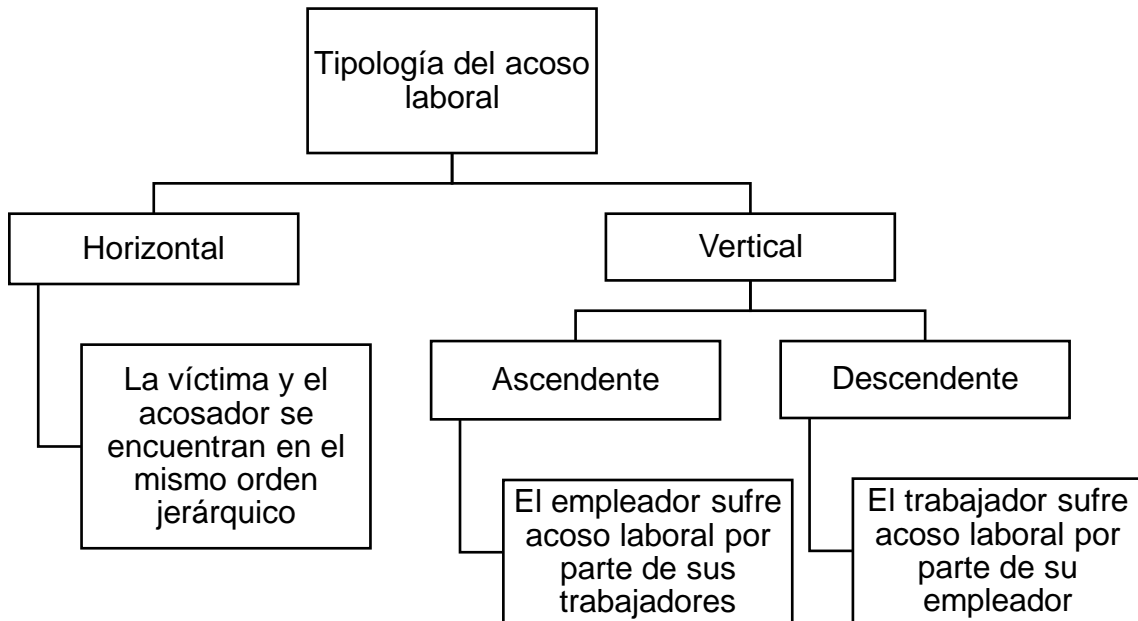 Tipología del acoso
laboral
Horizontal
Vertical
La víctima y el
acosador se
encuentran en el
mismo orden
jerárquico
Ascendente
Descendente
El empleador sufre
acoso laboral por
parte de sus
trabajadores
El trabajador sufre
acoso laboral por
parte de su
empleador